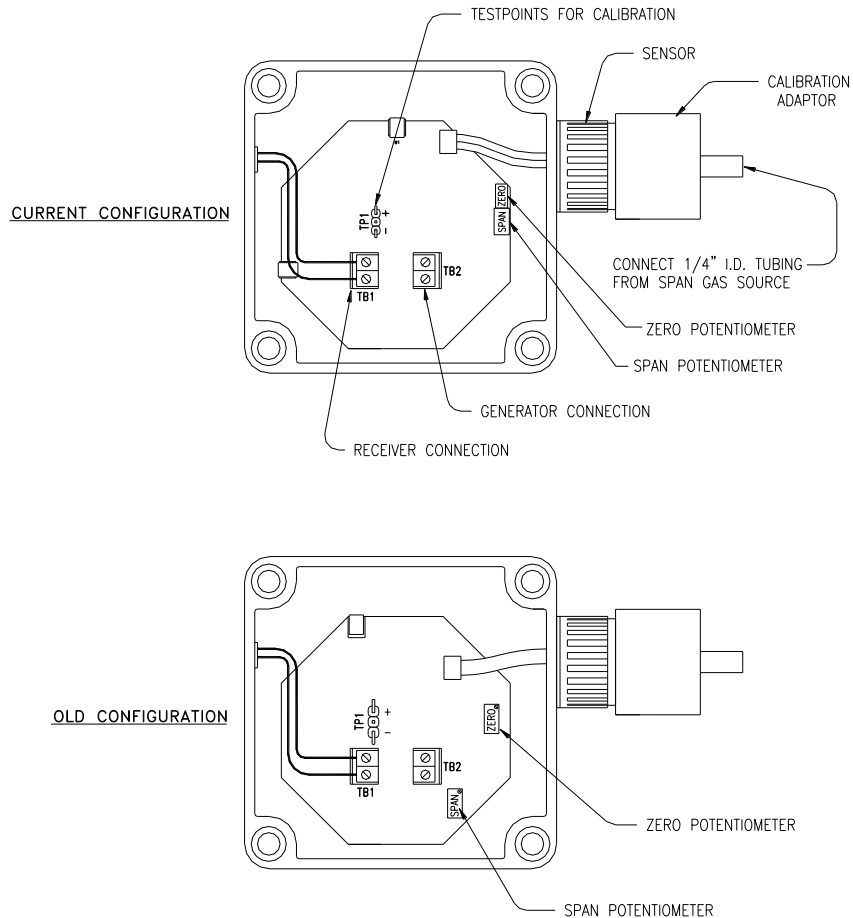 TESTPOINTS FOR CALIBRATION
SENSOR
CALIBRATION
ADAPTOR
CURRENT CONFIGURATION
TP1
+
-
ZERO
SPAN
TB1
TB2
CONNECT 1/4" I.D. TUBING
FROM SPAN GAS SOURCE
ZERO POTENTIOMETER
SPAN POTENTIOMETER
GENERATOR CONNECTION
RECEIVER CONNECTION
OLD CONFIGURATION
TP1
+
-
ZERO
TB1
TB2
SPAN
ZERO POTENTIOMETER
SPAN POTENTIOMETER